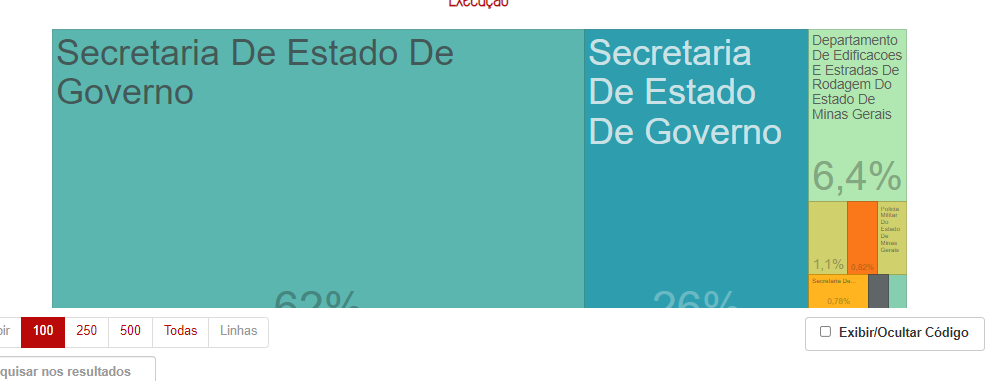 Execução
Secretaria De Estado De
Governo
62%
Secretaria
De Estado
De Governo
26%
Departamento
De Edificacoes
E Estradas De
Rodagem Do
Estado De
Minas Gerais
6,4%
1,1%
0,82%
Policia
Militar
Do
Estado
De
Minas
Gerais
Secretaria De...
0,78%
bir 100 250 500 Todas Linhas
Exibir/Ocultar Código
quisar nos resultados